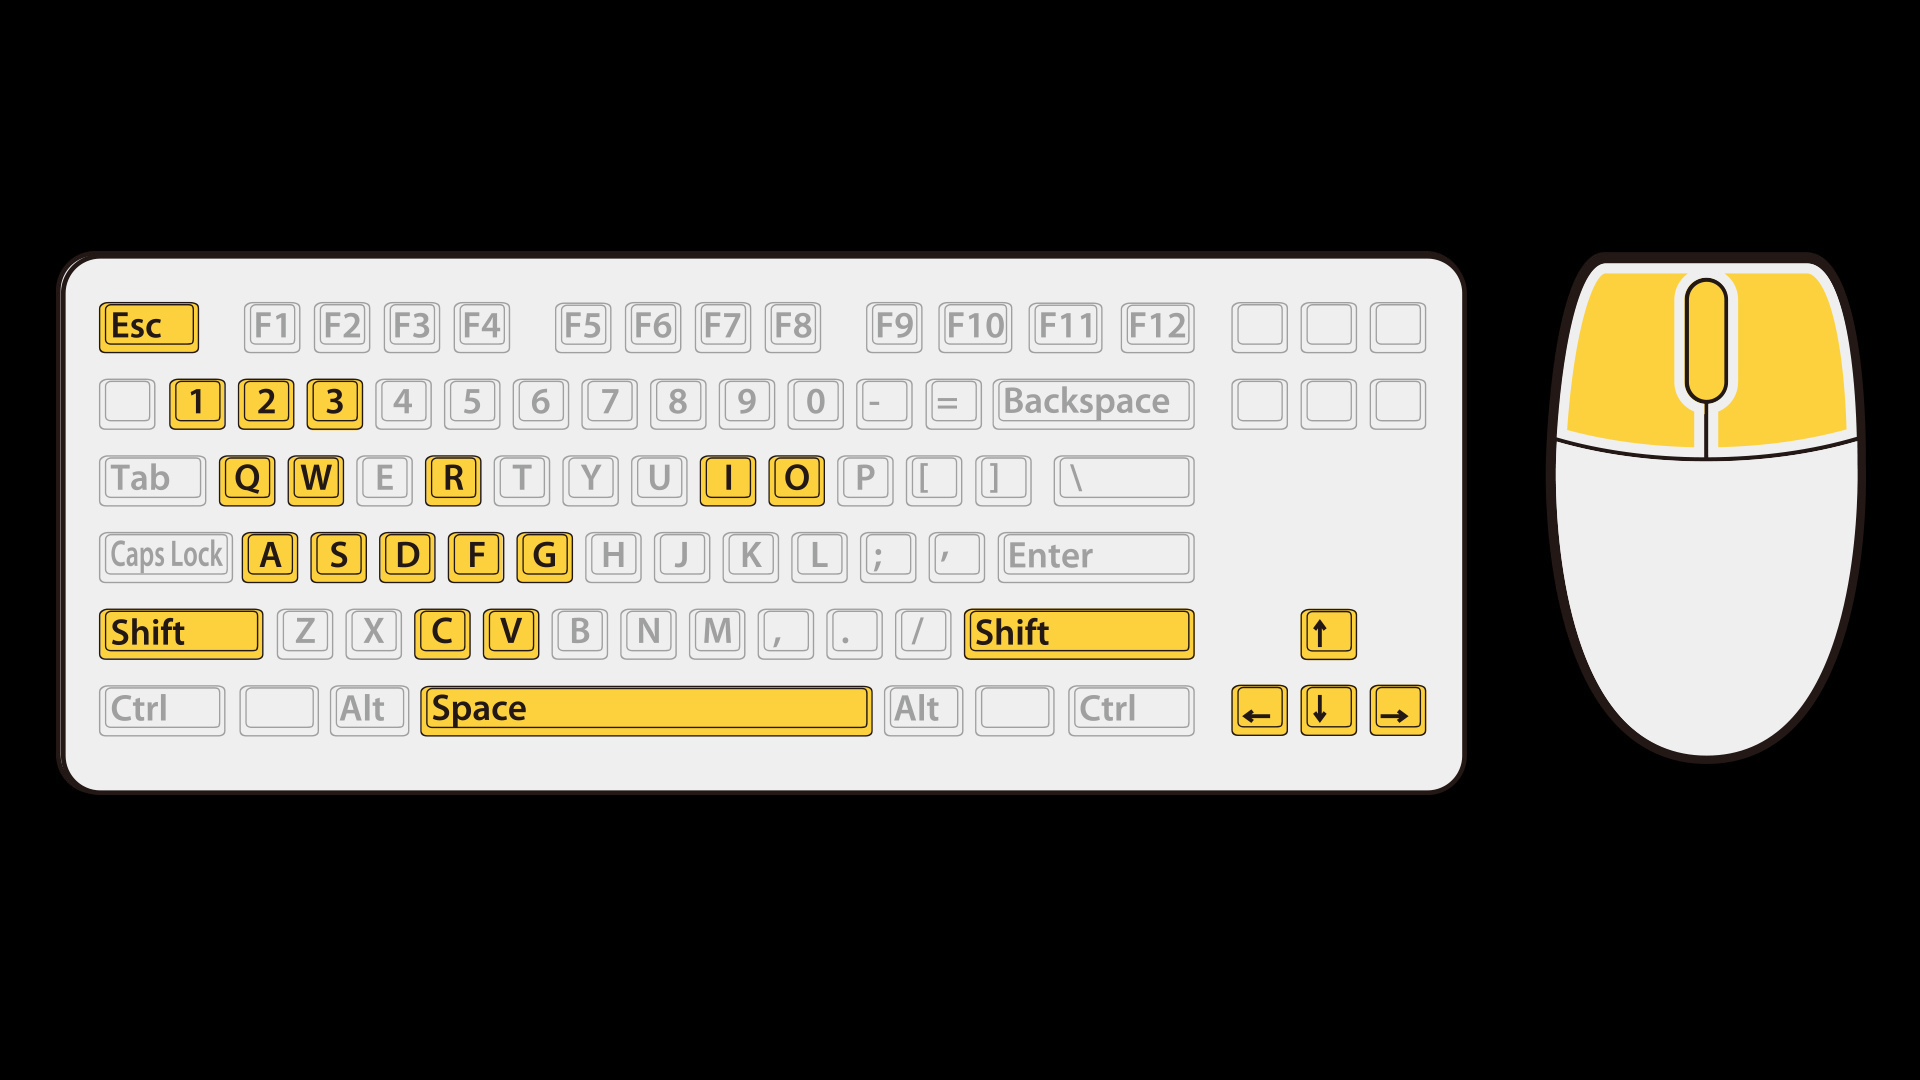 Esc F1 F2 F3 F4 F5 F6 F7 F8 F9 F10 F11 F12
1 2 3 4 5 6 7 8 9 0 - = Backspace
Tab Q W E R T Y U I O P [ ] \
Caps Lock A S D F G H J K L ; ′ Enter
Shift Z X C V B N M , . / Shift ↑
Ctrl Alt Space Alt Ctrl ← ↓ →